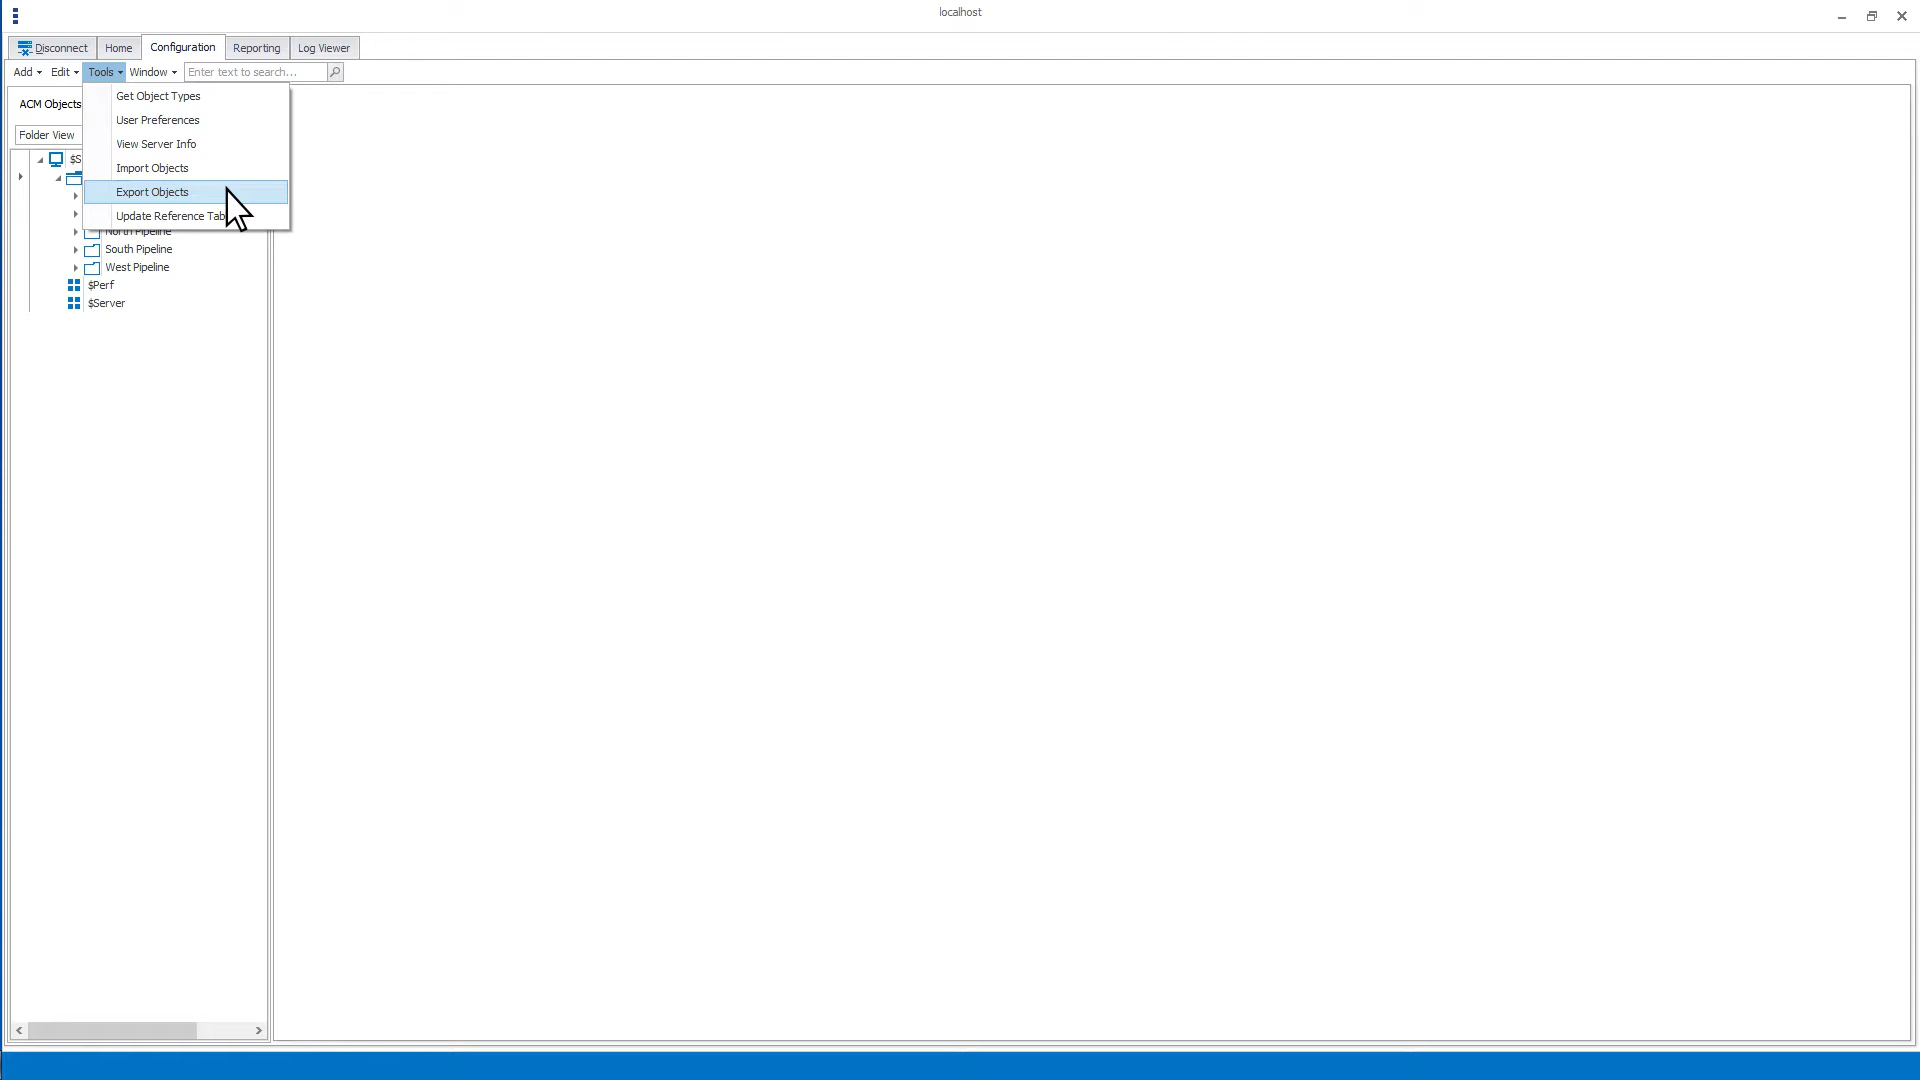 localhost
Disconnect Home Configuration Reporting Log Viewer
Add Edit Tools Window Enter text to search...
Get Object Types
ACM Objects
User Preferences
Folder View
View Server Info
Import Objects
Export Objects
Update Reference
North Pipeline
South Pipeline
West Pipeline
$Perf
$Server